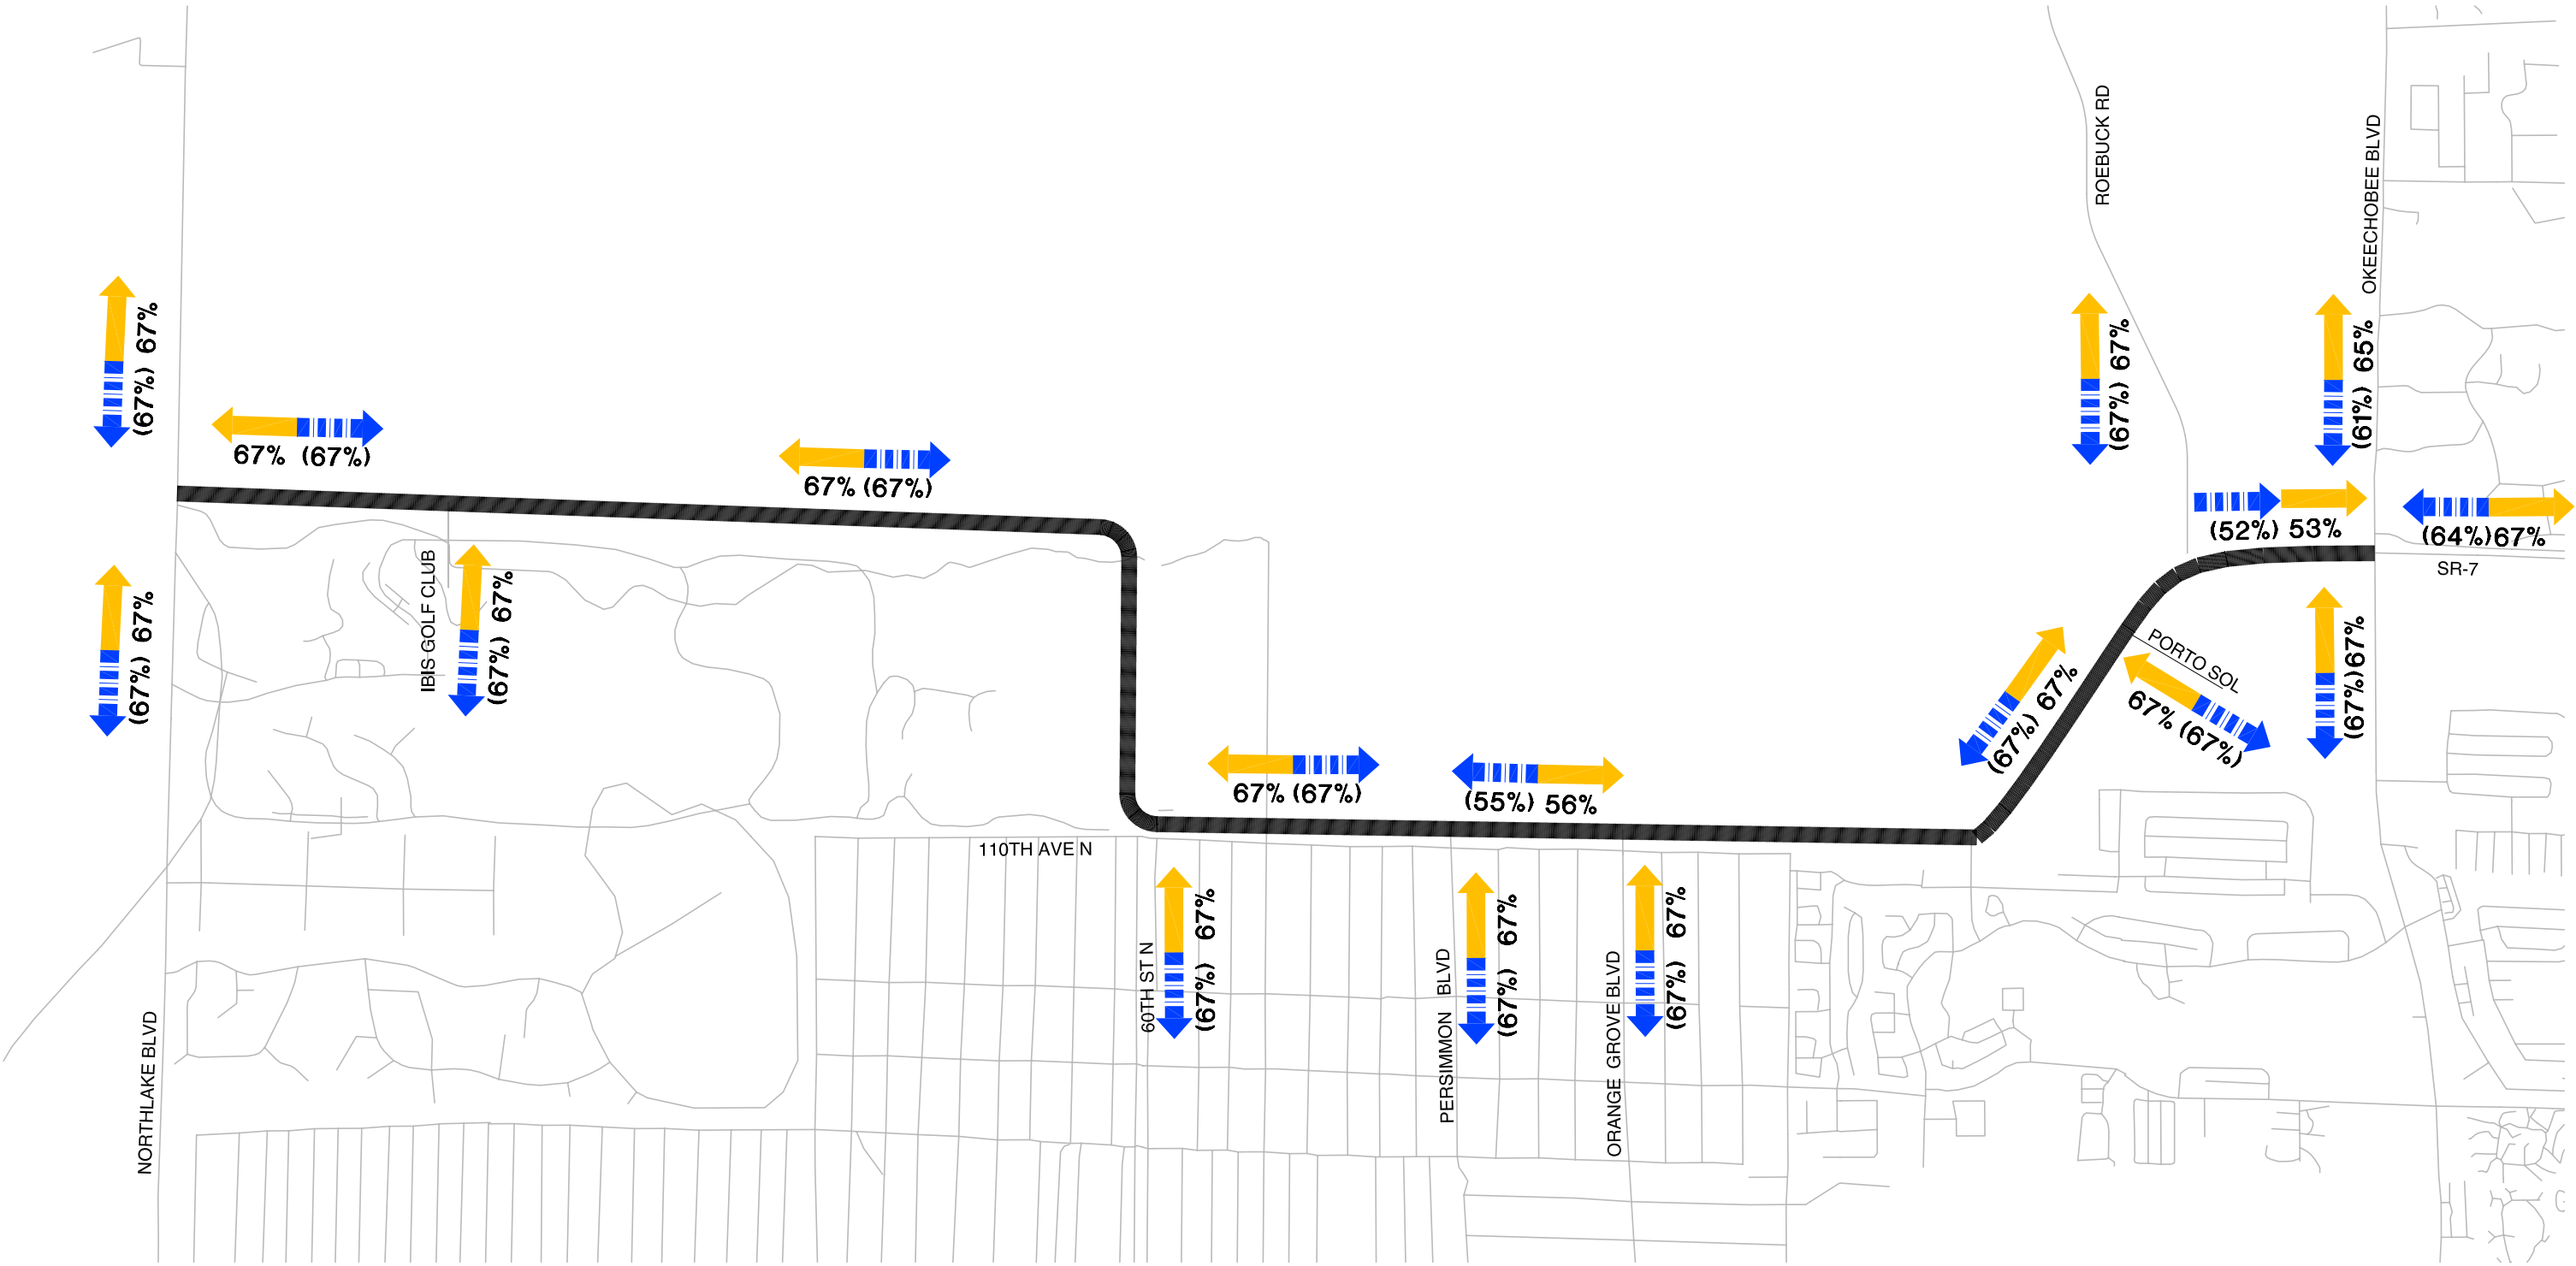 ROEBUCK RD
OKEECHOBEE BLVD
(67%) 67%
67% (67%)
67% (67%)
(67%) 67%
(61%) 65%
(52%) 53%
(64%) 67%
SR-7
(67%) 67%
IBIS GOLF CLUB
(67%) 67%
(67%) 67%
PORTO SOL
67% (67%)
(67%) 67%
67% (67%)
(55%) 56%
110TH AVE N
60TH ST N
(67%) 67%
PERSIMMON BLVD
(67%) 67%
ORANGE GROVE BLVD
(67%) 67%
NORTHLAKE BLVD